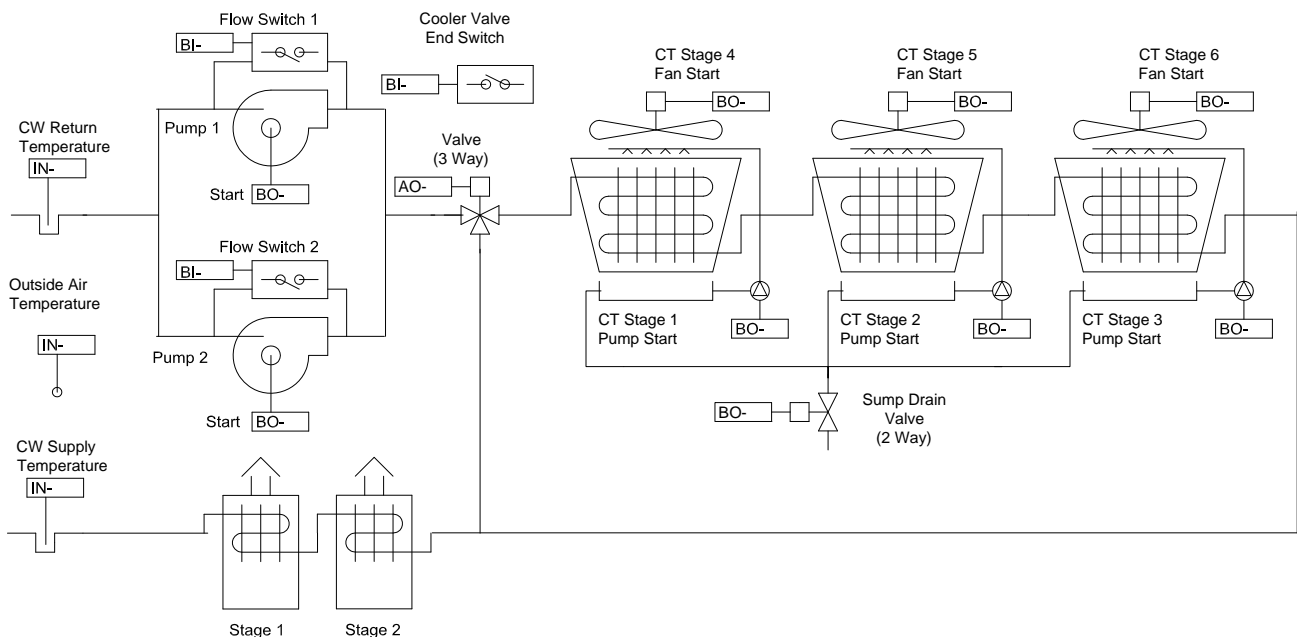 Flow Switch 1
BI-
Cooler Valve
End Switch
BI-
CT Stage 4
Fan Start
BO-
CT Stage 5
Fan Start
BO-
CT Stage 6
Fan Start
BO-
CW Return
Temperature
IN-
Pump 1
Start
BO-
Valve
(3 Way)
AO-
Flow Switch 2
BI-
Outside Air
Temperature
IN-
Pump 2
Start
BO-
CT Stage 1
Pump Start
BO-
CT Stage 2
Pump Start
BO-
CT Stage 3
Pump Start
BO-
BO-
Sump Drain
Valve
(2 Way)
CW Supply
Temperature
IN-
Stage 1
Stage 2